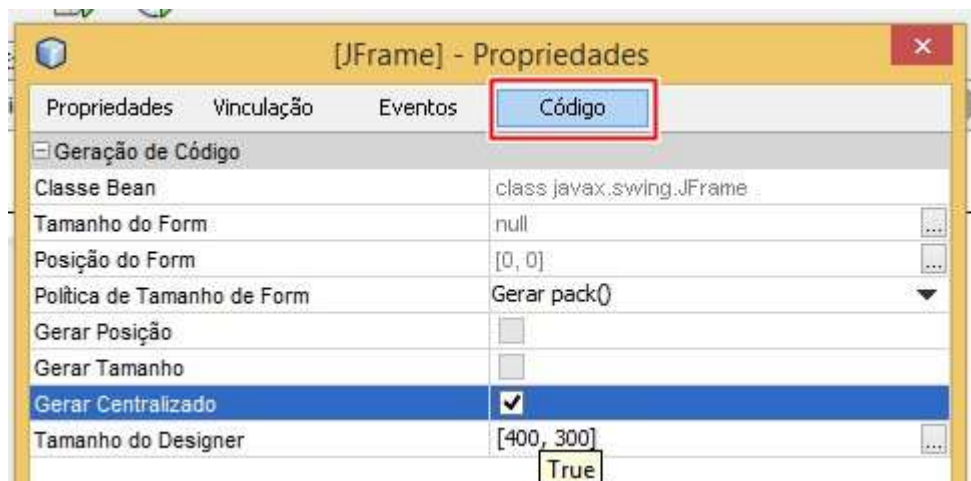 [JFrame] - Propriedades
Propriedades Vinculação Eventos Código
Geração de Código
Classe Bean class javax.swing.JFrame
Tamanho do Form null ...
Posição do Form [0, 0] ...
Política de Tamanho de Form Gerar pack()
Gerar Posição
Gerar Tamanho
Gerar Centralizado
Tamanho do Designer [400, 300] ...
True